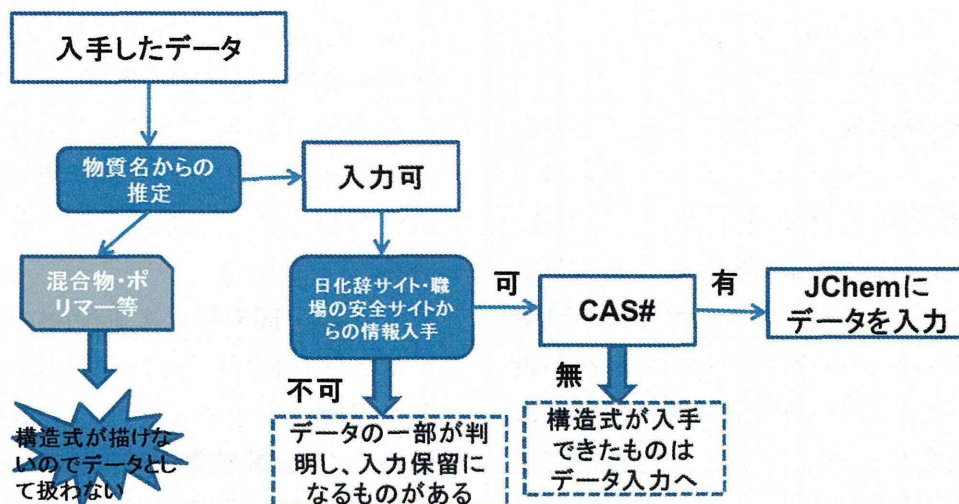 入手したデータ
物質名からの
推定
入力可
混合物・ポ
リマー等
日化辞サイト・職
場の安全サイトか
らの情報入手
可
CAS#
有
JChemに
データを入力
不可
無
構造式が描けな
いのでデータとし
て扱わない
データの一部が判
明し、入力保留に
なるものがある
構造式が入手
できたものは
データ入力へ